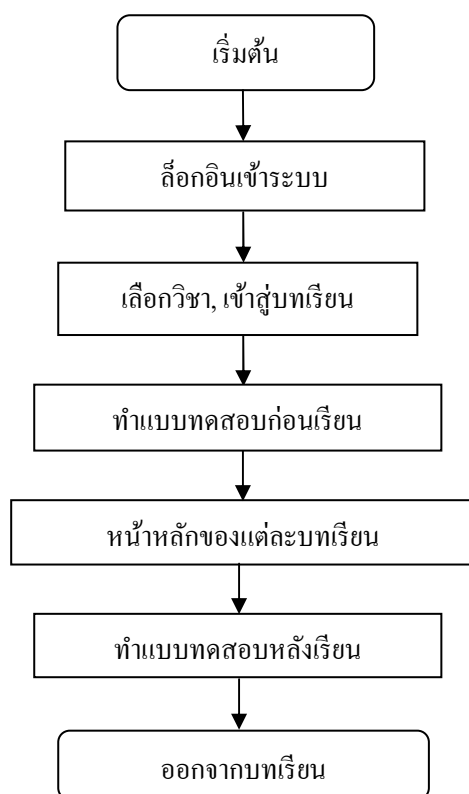 เริ่มต้น
ล็อกอินเข้าระบบ
เลือกวิชา, เข้าสู่บทเรียน
ทำแบบทดสอบก่อนเรียน
หน้าหลักของแต่ละบทเรียน
ทำแบบทดสอบหลังเรียน
ออกจากบทเรียน